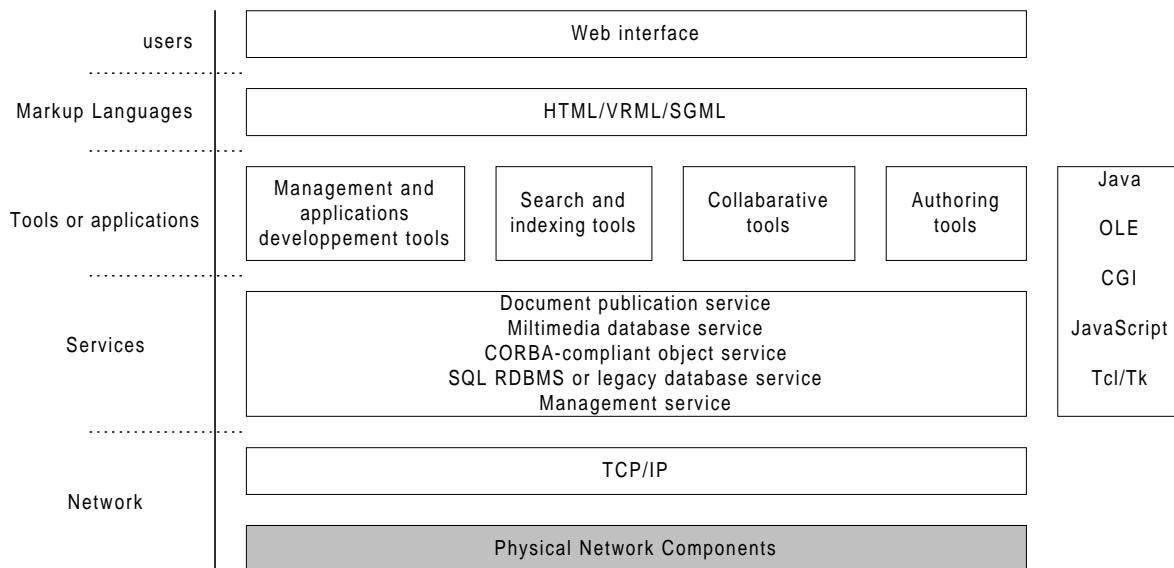 users
Web interface
Markup Languages
HTML/VRML/SGML
Tools or applications
Management and
applications
developpement tools
Search and
indexing tools
Collabarative
tools
Authoring
tools
Java
OLE
CGI
JavaScript
Tcl/Tk
Services
Document publication service
Miltimedia database service
CORBA-compliant object service
SQL RDBMS or legacy database service
Management service
Network
TCP/IP
Physical Network Components